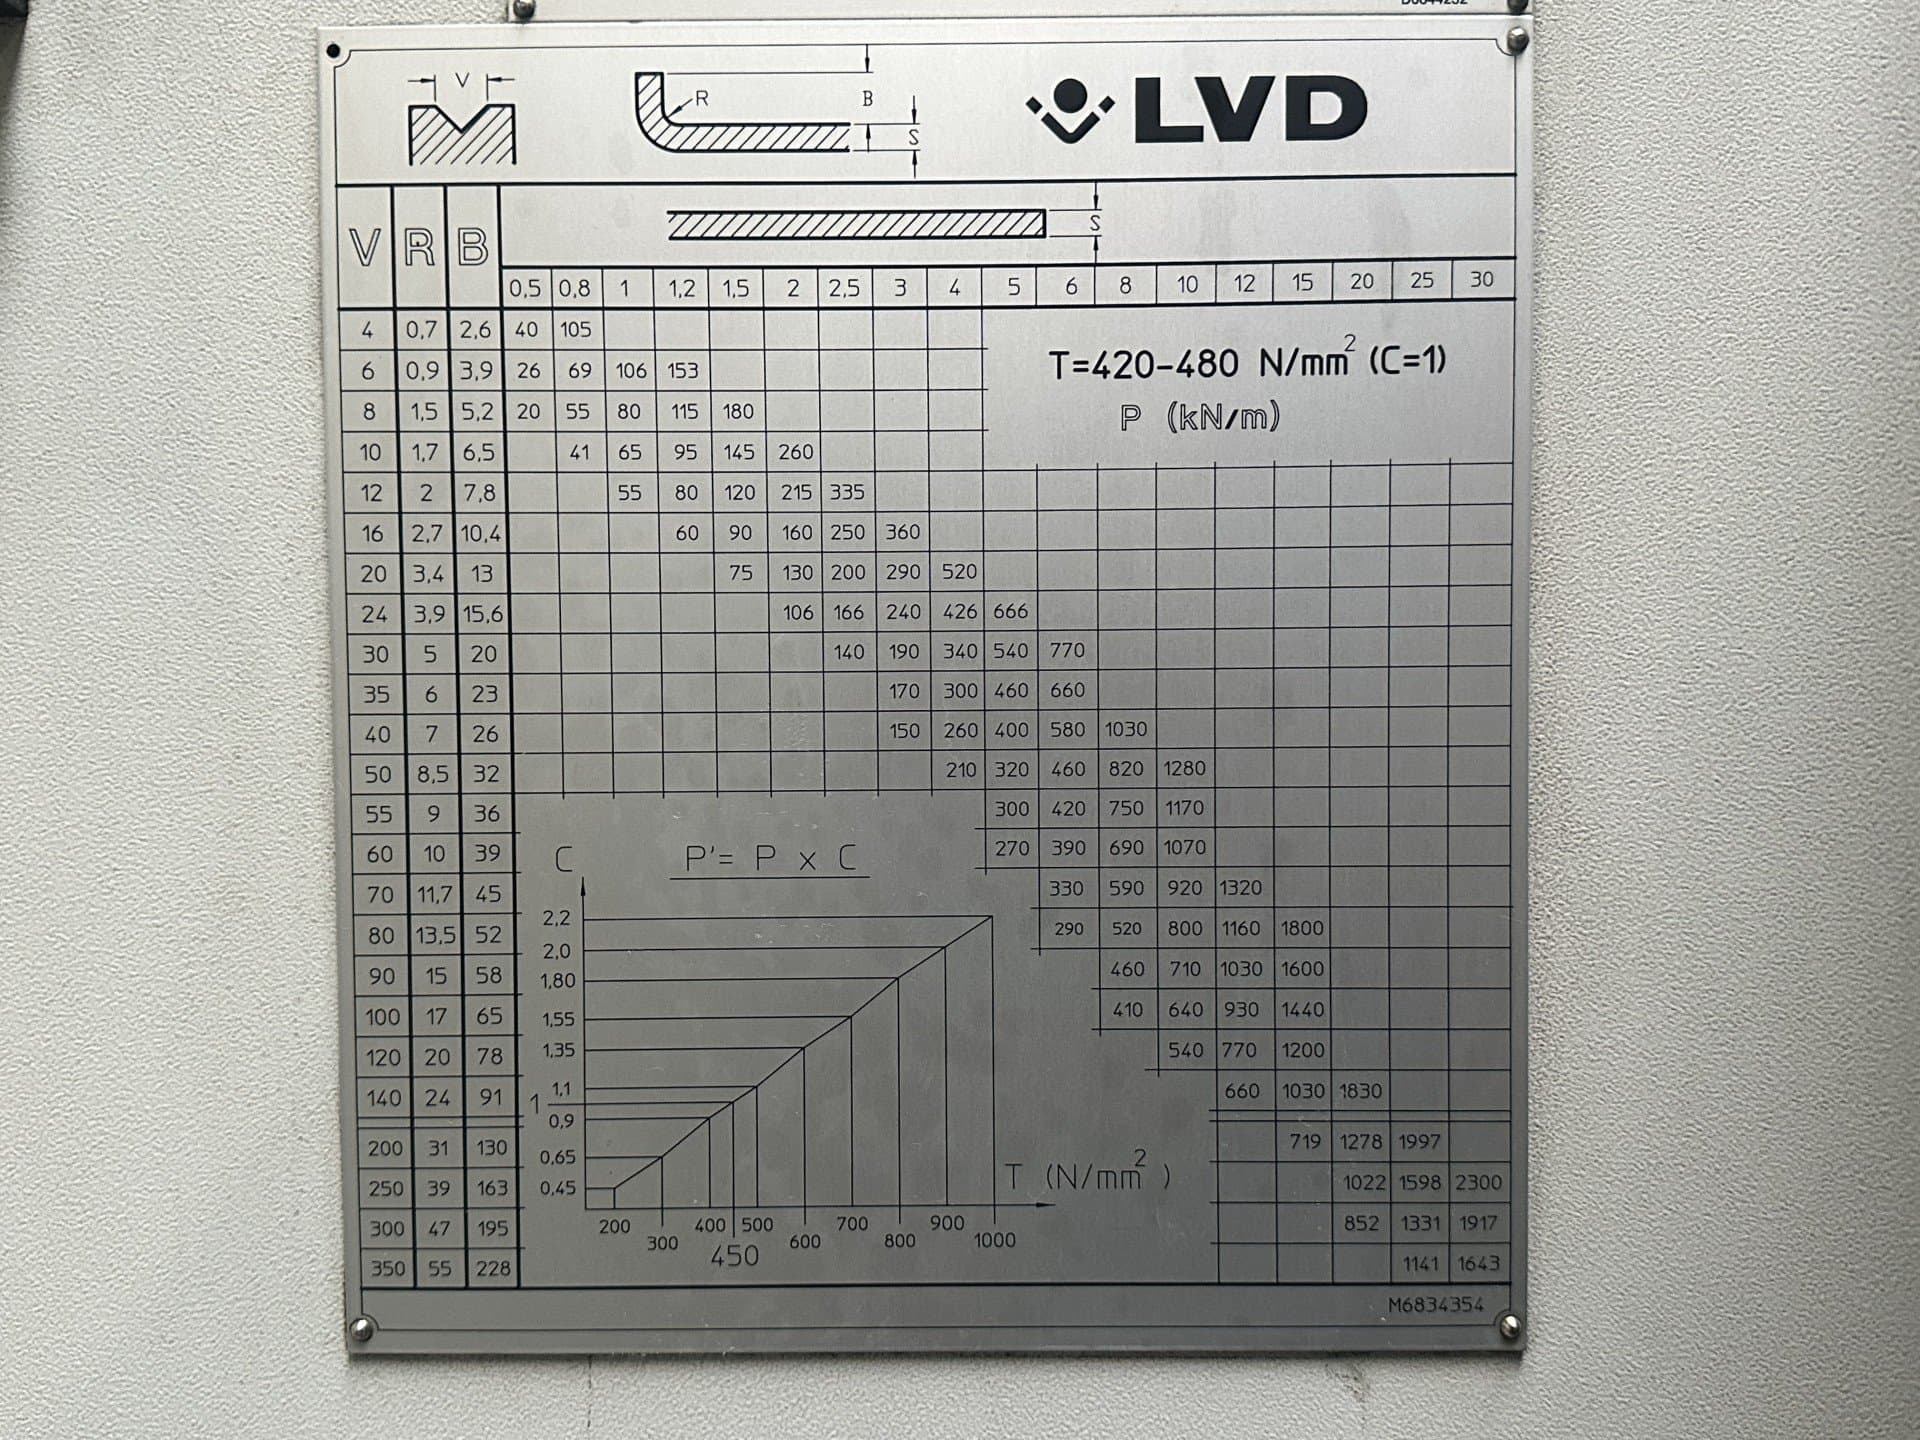 V
R
B
S
LVD
V R B
S
0,5 0,8 1 1,2 1,5 2 2,5 3 4 5 6 8 10 12 15 20 25 30
4 0,7 2,6 40 105
T=420-480 N/mm² (C=1)
6 0,9 3,9 26 69 106 153
8 1,5 5,2 20 55 80 115 180
P (kN/m)
10 1,7 6,5 41 65 95 145 260
12 2 7,8 55 80 120 215 335
16 2,7 10,4 60 90 160 250 360
20 3,4 13 75 130 200 290 520
24 3,9 15,6 106 166 240 426 666
30 5 20 140 190 340 540 770
35 6 23 170 300 460 660
40 7 26 150 260 400 580 1030
50 8,5 32 210 320 460 820 1280
55 9 36 300 420 750 1170
60 10 39 270 390 690 1070
70 11,7 45 330 590 920 1320
80 13,5 52 290 520 800 1160 1800
90 15 58 460 710 1030 1600
100 17 65 410 640 930 1440
120 20 78 540 770 1200
140 24 91 660 1030 1830
200 31 130 719 1278 1997
250 39 163 1022 1598 2300
300 47 195 852 1331 1917
350 55 228 1141 1643
C
P'= P x C
2,2
2,0
1,80
1,55
1,35
1,1
1
0,9
0,65
0,45
T (N/mm²)
200 300 400 450 500 600 700 800 900 1000
M6834354